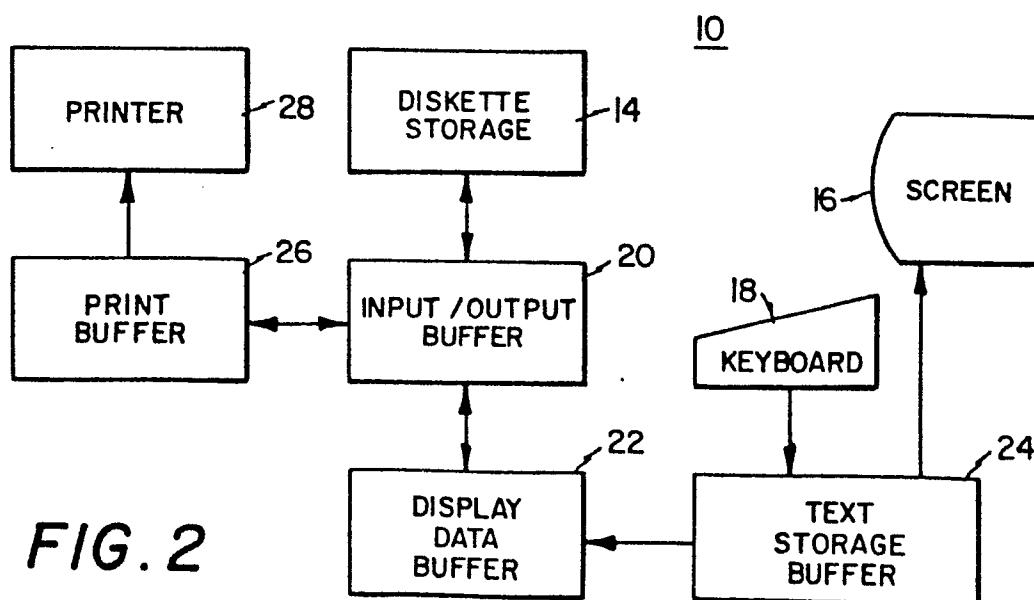 10
PRINTER
28
DISKETTE
STORAGE
14
16
SCREEN
PRINT
BUFFER
26
INPUT/OUTPUT
BUFFER
20
18
KEYBOARD
DISPLAY
DATA
BUFFER
22
TEXT
STORAGE
BUFFER
24
FIG. 2